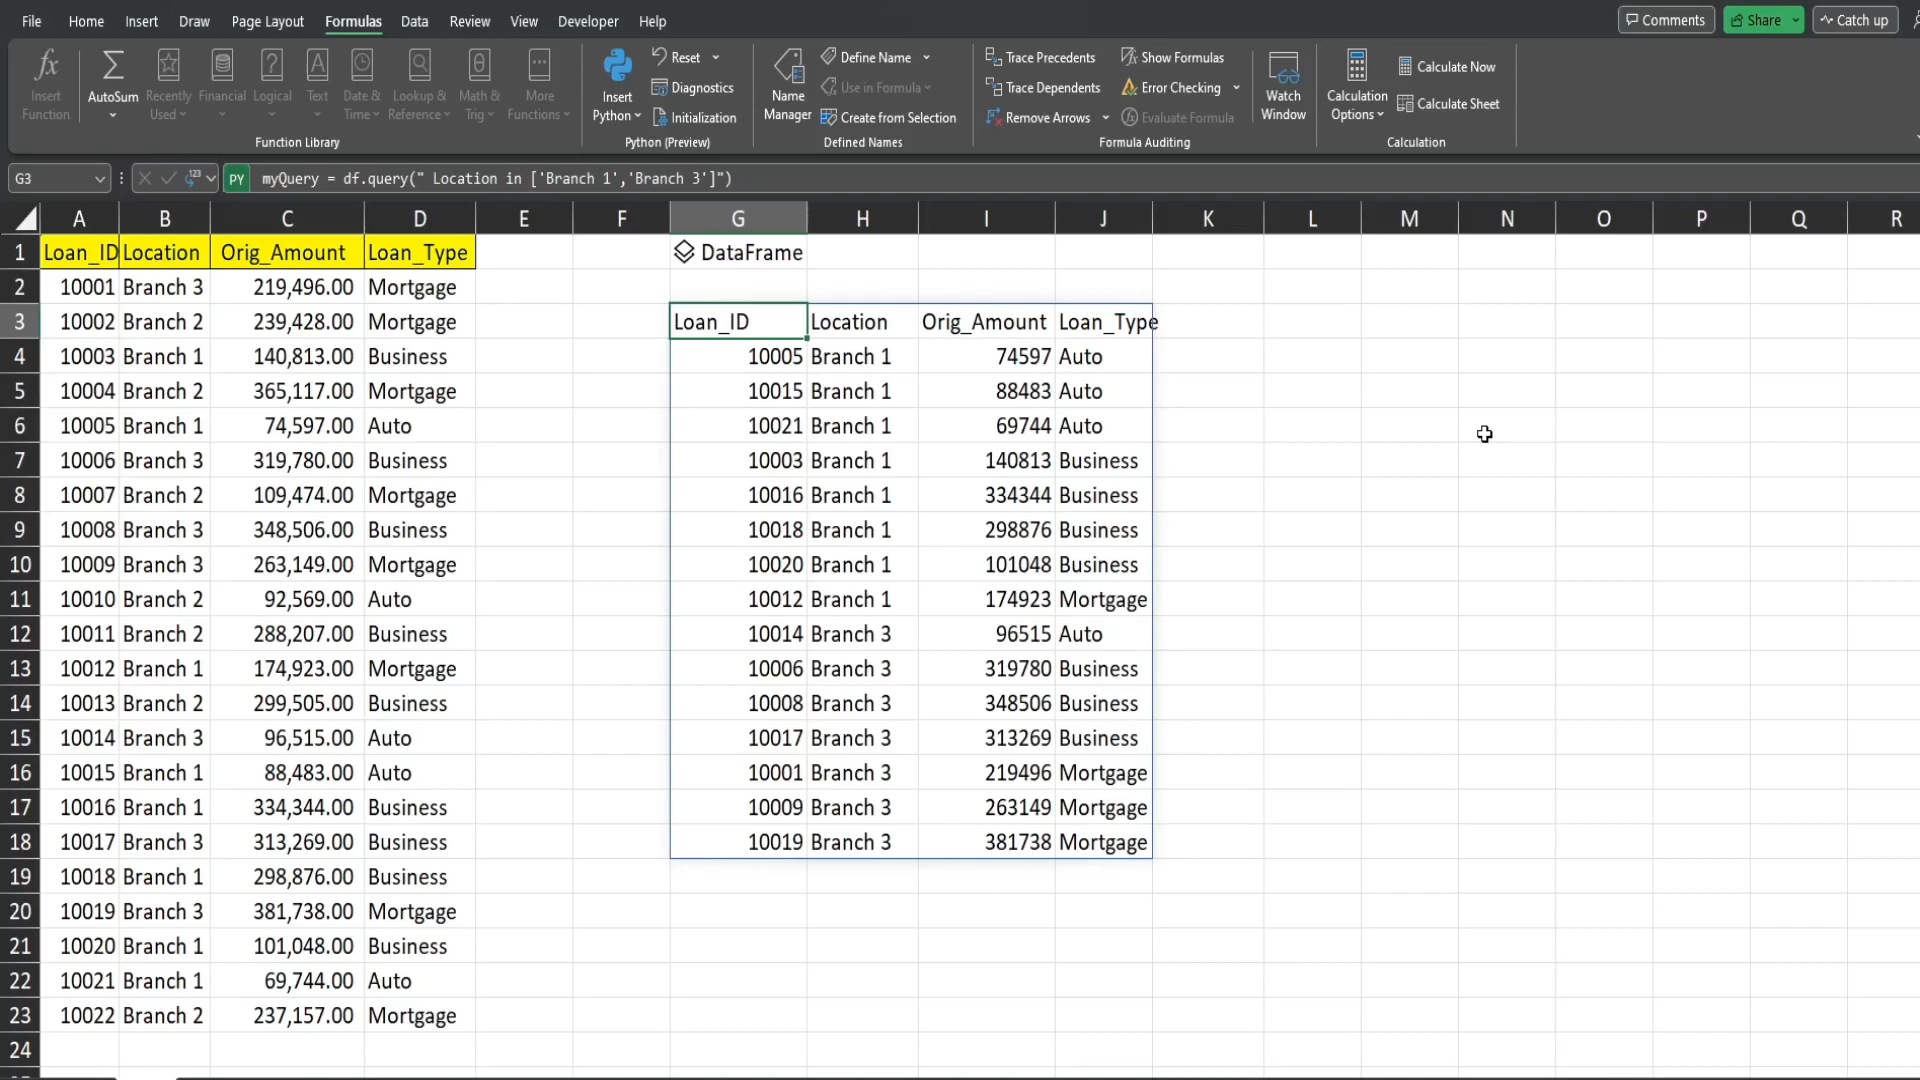 File Home Insert Draw Page Layout Formulas Data Review View Developer Help Comments Share Catch up
fx Insert Function
AutoSum
Recently Used
Financial
Logical
Text
Date & Time
Lookup & Reference
Math & Trig
More Functions
Function Library
Insert Python
Reset
Diagnostics
Initialization
Python (Preview)
Name Manager
Define Name
Use in Formula
Create from Selection
Defined Names
Trace Precedents
Trace Dependents
Remove Arrows
Show Formulas
Error Checking
Evaluate Formula
Formula Auditing
Watch Window
Calculation Options
Calculate Now
Calculate Sheet
Calculation
G3 PY myQuery = df.query(" Location in ['Branch 1','Branch 3']")
A B C D E F G H I J K L M N O P Q R
1 Loan_ID Location Orig_Amount Loan_Type DataFrame
2 10001 Branch 3 219,496.00 Mortgage
3 10002 Branch 2 239,428.00 Mortgage Loan_ID Location Orig_Amount Loan_Type
4 10003 Branch 1 140,813.00 Business 10005 Branch 1 74597 Auto
5 10004 Branch 2 365,117.00 Mortgage 10015 Branch 1 88483 Auto
6 10005 Branch 1 74,597.00 Auto 10021 Branch 1 69744 Auto
7 10006 Branch 3 319,780.00 Business 10003 Branch 1 140813 Business
8 10007 Branch 2 109,474.00 Mortgage 10016 Branch 1 334344 Business
9 10008 Branch 3 348,506.00 Business 10018 Branch 1 298876 Business
10 10009 Branch 3 263,149.00 Mortgage 10020 Branch 1 101048 Business
11 10010 Branch 2 92,569.00 Auto 10012 Branch 1 174923 Mortgage
12 10011 Branch 2 288,207.00 Business 10014 Branch 3 96515 Auto
13 10012 Branch 1 174,923.00 Mortgage 10006 Branch 3 319780 Business
14 10013 Branch 2 299,505.00 Business 10008 Branch 3 348506 Business
15 10014 Branch 3 96,515.00 Auto 10017 Branch 3 313269 Business
16 10015 Branch 1 88,483.00 Auto 10001 Branch 3 219496 Mortgage
17 10016 Branch 1 334,344.00 Business 10009 Branch 3 263149 Mortgage
18 10017 Branch 3 313,269.00 Business 10019 Branch 3 381738 Mortgage
19 10018 Branch 1 298,876.00 Business
20 10019 Branch 3 381,738.00 Mortgage
21 10020 Branch 1 101,048.00 Business
22 10021 Branch 1 69,744.00 Auto
23 10022 Branch 2 237,157.00 Mortgage
24